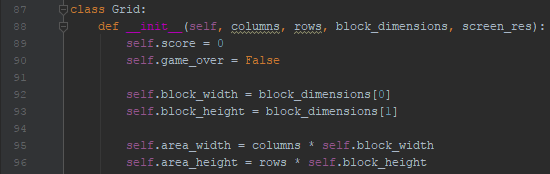 87 class Grid:
88     def __init__(self, columns, rows, block_dimensions, screen_res):
89         self.score = 0
90         self.game_over = False
91
92         self.block_width = block_dimensions[0]
93         self.block_height = block_dimensions[1]
94
95         self.area_width = columns * self.block_width
96         self.area_height = rows * self.block_height